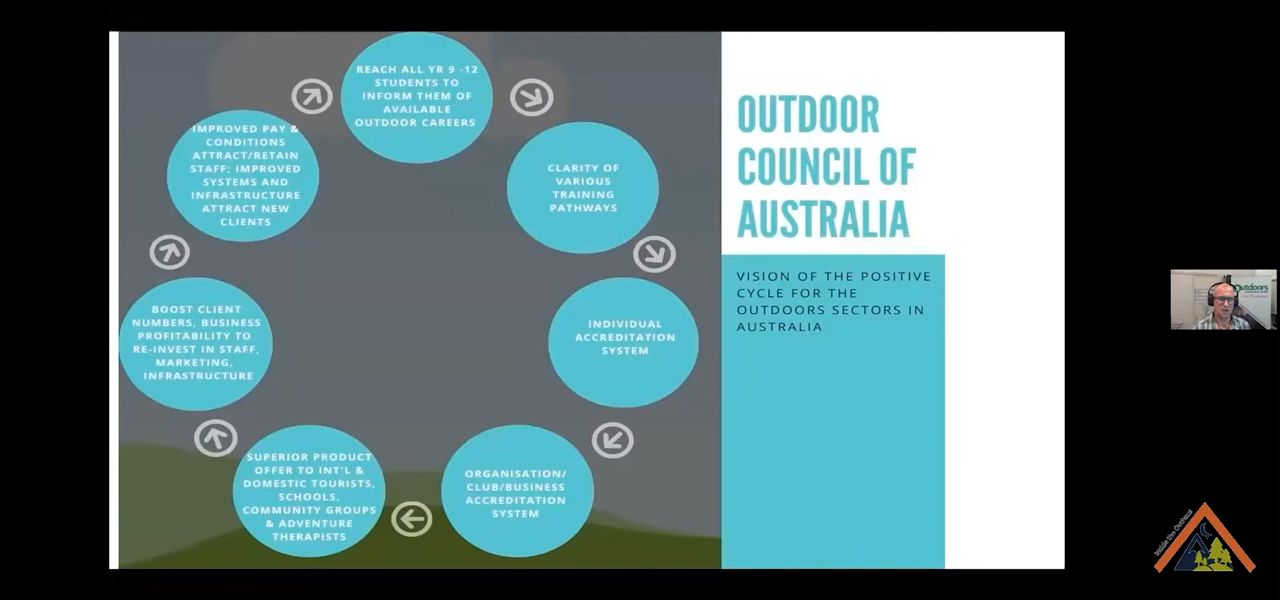 REACH ALL YR 9 -12
STUDENTS TO
INFORM THEM OF
AVAILABLE
OUTDOOR CAREERS
CLARITY OF
VARIOUS
TRAINING
PATHWAYS
INDIVIDUAL
ACCREDITATION
SYSTEM
ORGANISATION/
CLUB/BUSINESS
ACCREDITATION
SYSTEM
SUPERIOR PRODUCT
OFFER TO INT'L &
DOMESTIC TOURISTS,
SCHOOLS,
COMMUNITY GROUPS
& ADVENTURE
THERAPISTS
BOOST CLIENT
NUMBERS, BUSINESS
PROFITABILITY TO
RE-INVEST IN STAFF,
MARKETING,
INFRASTRUCTURE
IMPROVED PAY &
CONDITIONS
ATTRACT/RETAIN
STAFF; IMPROVED
SYSTEMS AND
INFRASTRUCTURE
ATTRACT NEW
CLIENTS
OUTDOOR
COUNCIL OF
AUSTRALIA
VISION OF THE POSITIVE
CYCLE FOR THE
OUTDOORS SECTORS IN
AUSTRALIA
Outdoors
Inside the